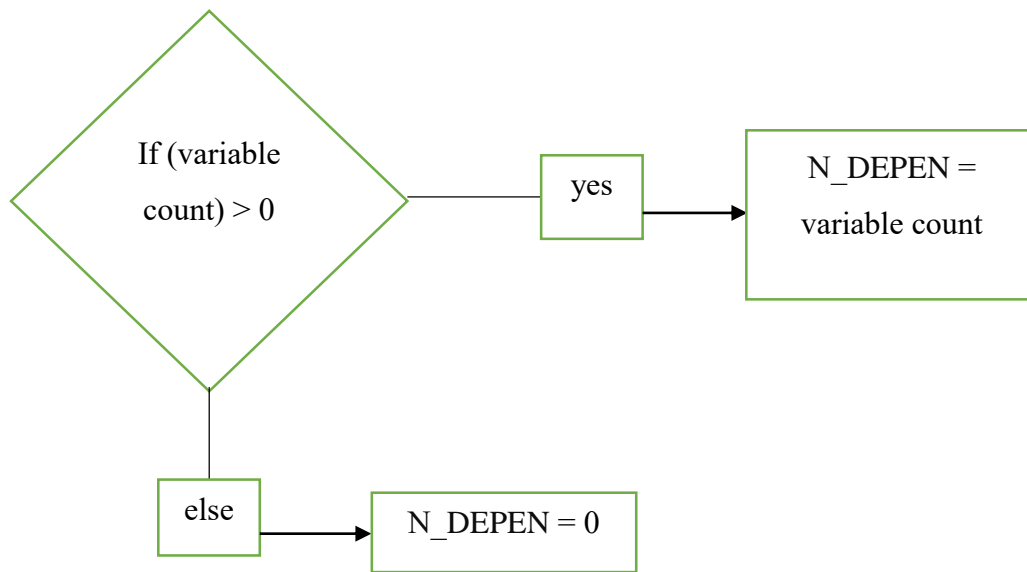 If (variable
count) > 0
yes
N_DEPEN =
variable count
else
N_DEPEN = 0